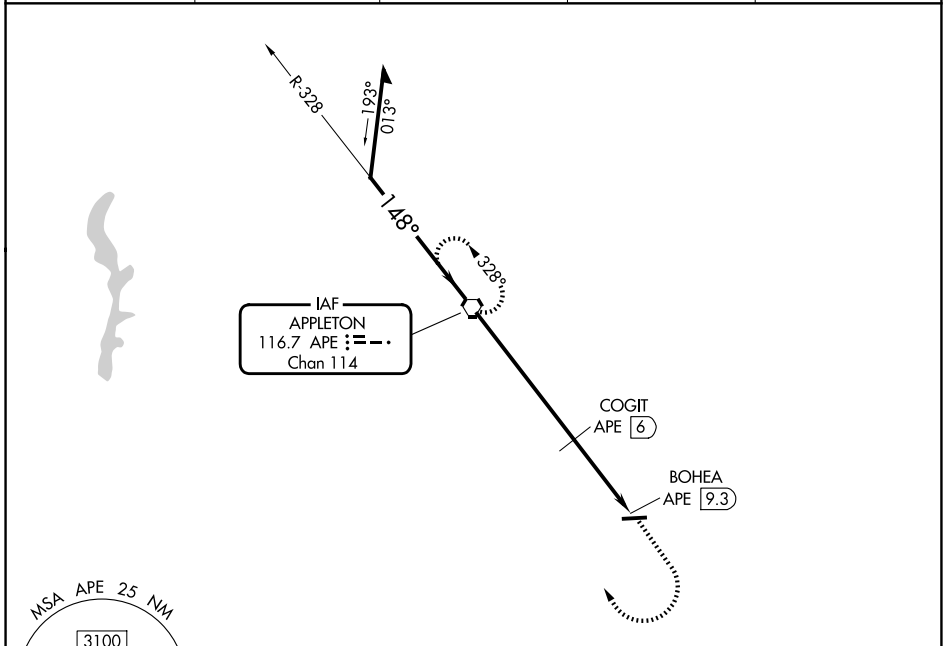 R-328
193°
013°
148°
328°
IAF
APPLETON
116.7 APE
Chan 114
COGIT
APE 6
BOHEA
APE 9.3
MSA APE 25 NM
3100